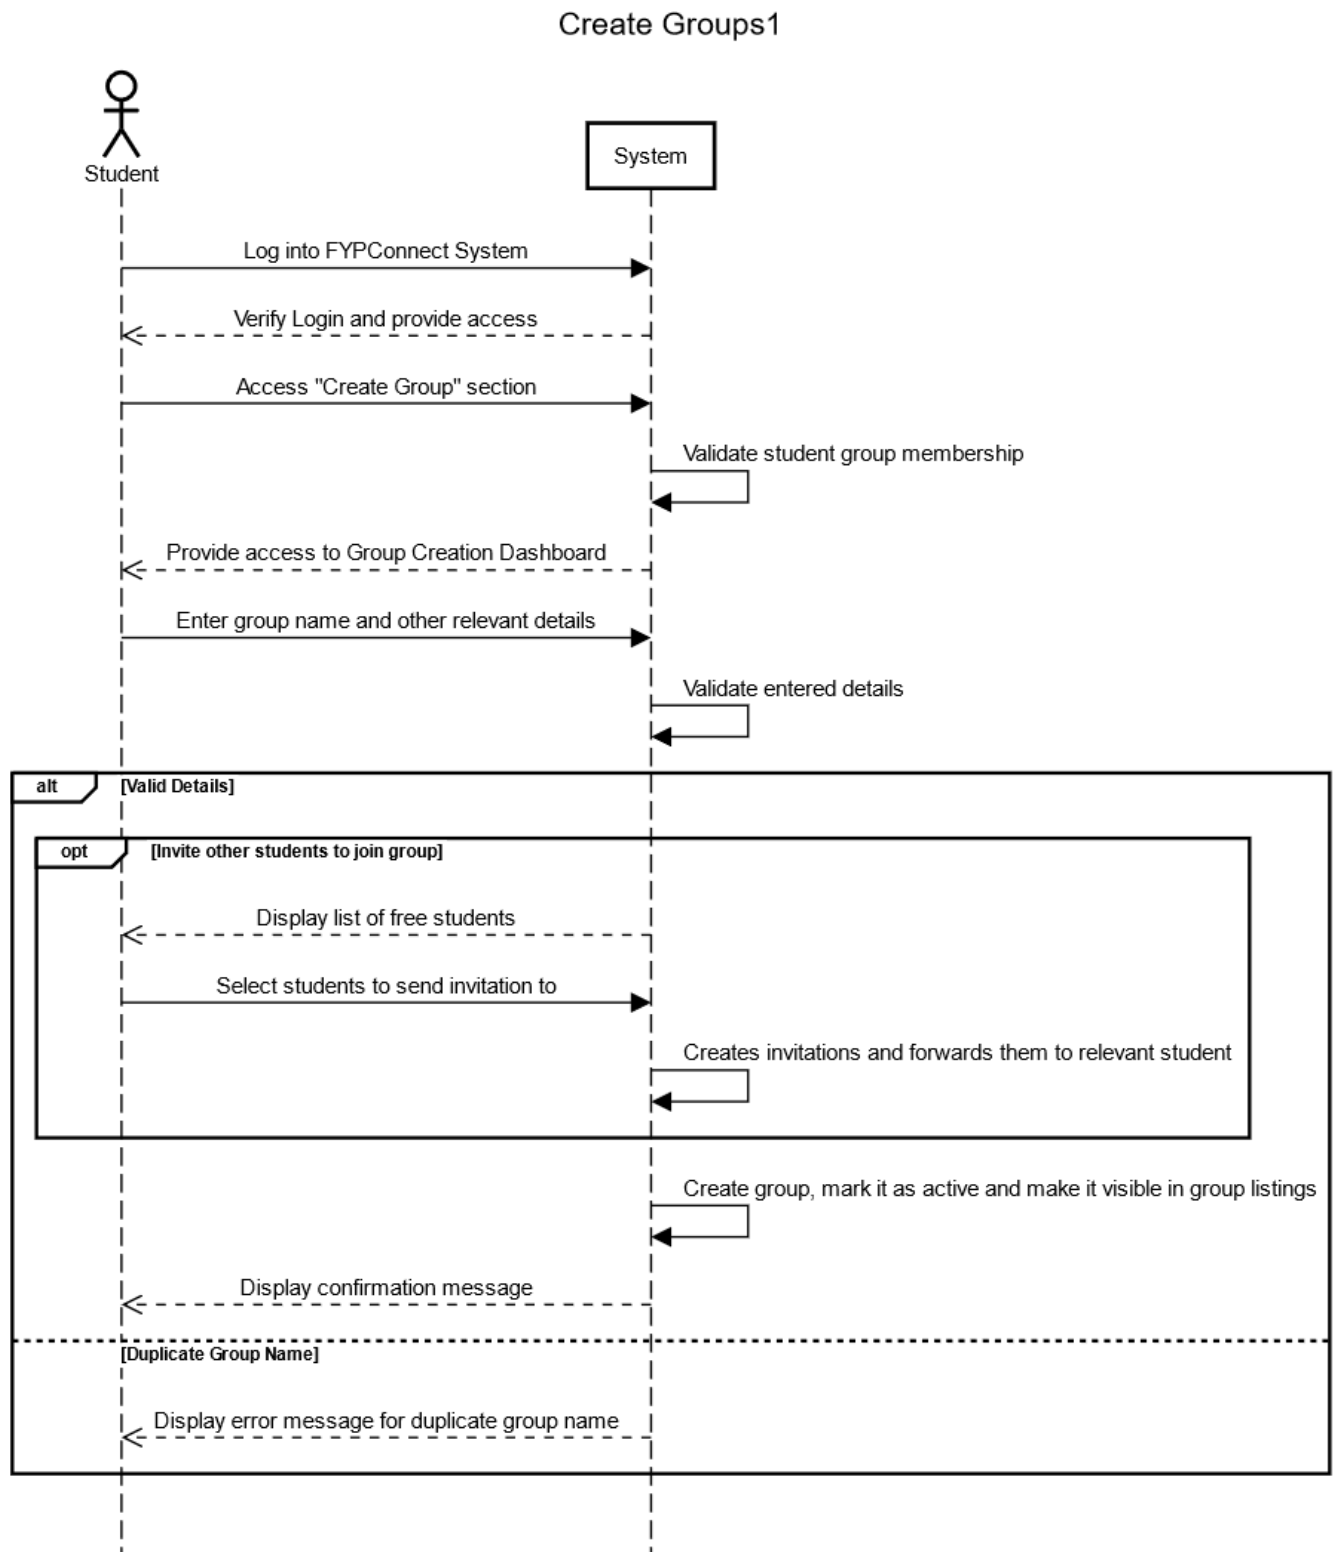 Create Groups1
Student
System
Log into FYPConnect System
Verify Login and provide access
Access "Create Group" section
Validate student group membership
Provide access to Group Creation Dashboard
Enter group name and other relevant details
Validate entered details
alt [Valid Details]
opt [Invite other students to join group]
Display list of free students
Select students to send invitation to
Creates invitations and forwards them to relevant student
Create group, mark it as active and make it visible in group listings
Display confirmation message
[Duplicate Group Name]
Display error message for duplicate group name